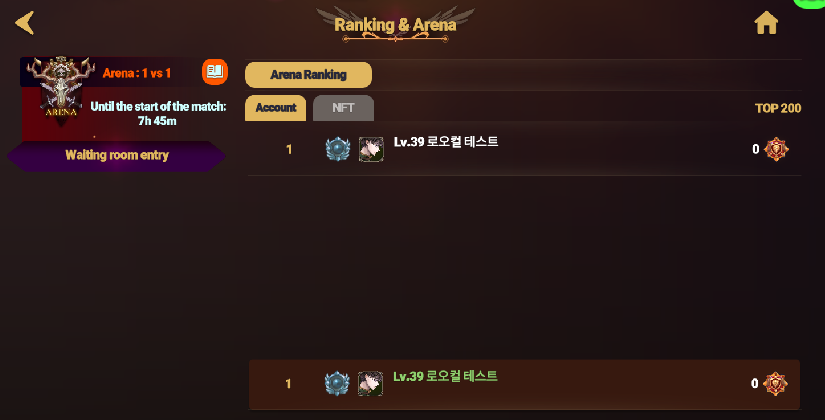 Ranking & Arena
Arena : 1 vs 1
ARENA
Until the start of the match:
7h 45m
Waiting room entry
Arena Ranking
Account
NFT
TOP 200
1
Lv.39 로오컬 테스트
0
1
Lv.39 로오컬 테스트
0